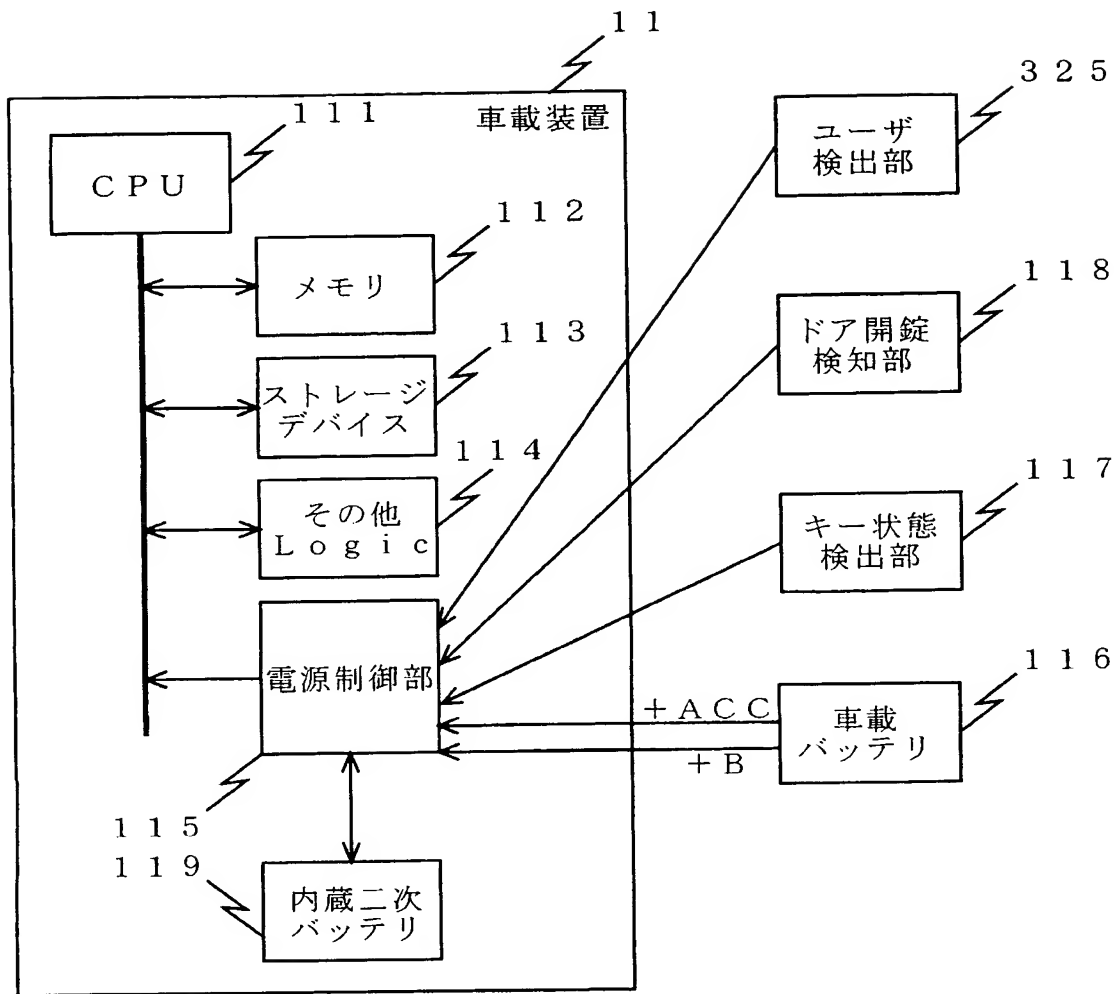 １１
車載装置
１１１
ＣＰＵ
１１２
メモリ
１１３
ストレージ
デバイス
１１４
その他
Ｌｏｇｉｃ
電源制御部
１１５
１１９
内蔵二次
バッテリ
３２５
ユーザ
検出部
１１８
ドア開錠
検知部
１１７
キー状態
検出部
１１６
車載
バッテリ
＋ＡＣＣ
＋Ｂ